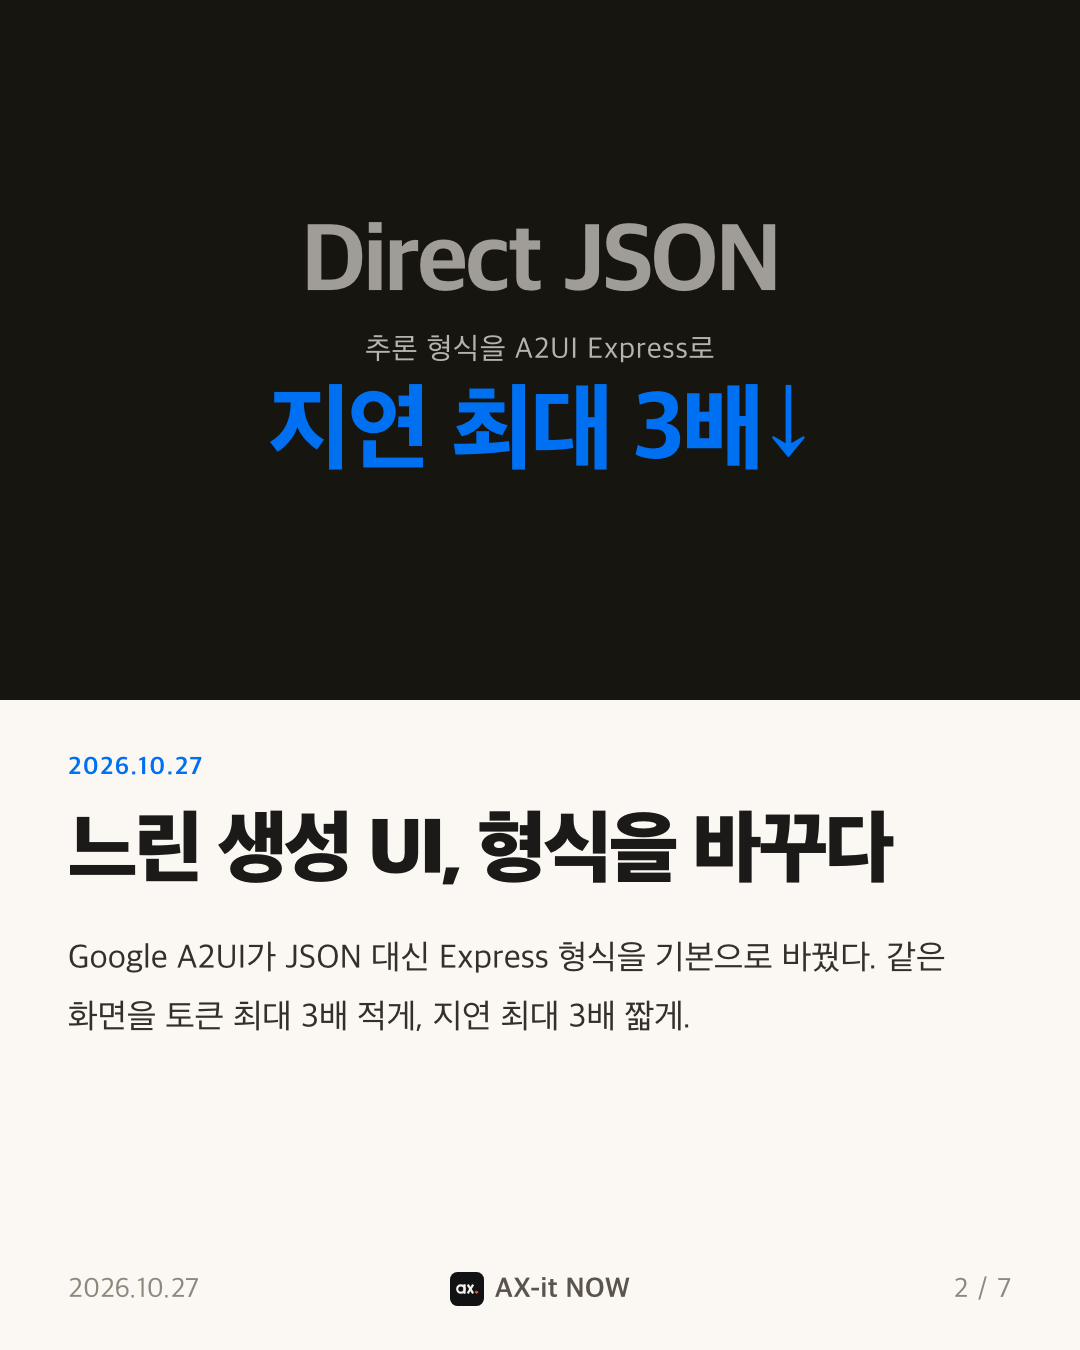 Direct JSON
추론 형식을 A2UI Express로
지연 최대 3배↓
2026.10.27
느린 생성 UI, 형식을 바꾸다
Google A2UI가 JSON 대신 Express 형식을 기본으로 바꿨다. 같은
화면을 토큰 최대 3배 적게, 지연 최대 3배 짧게.
2026.10.27
ax. AX-it NOW
2 / 7